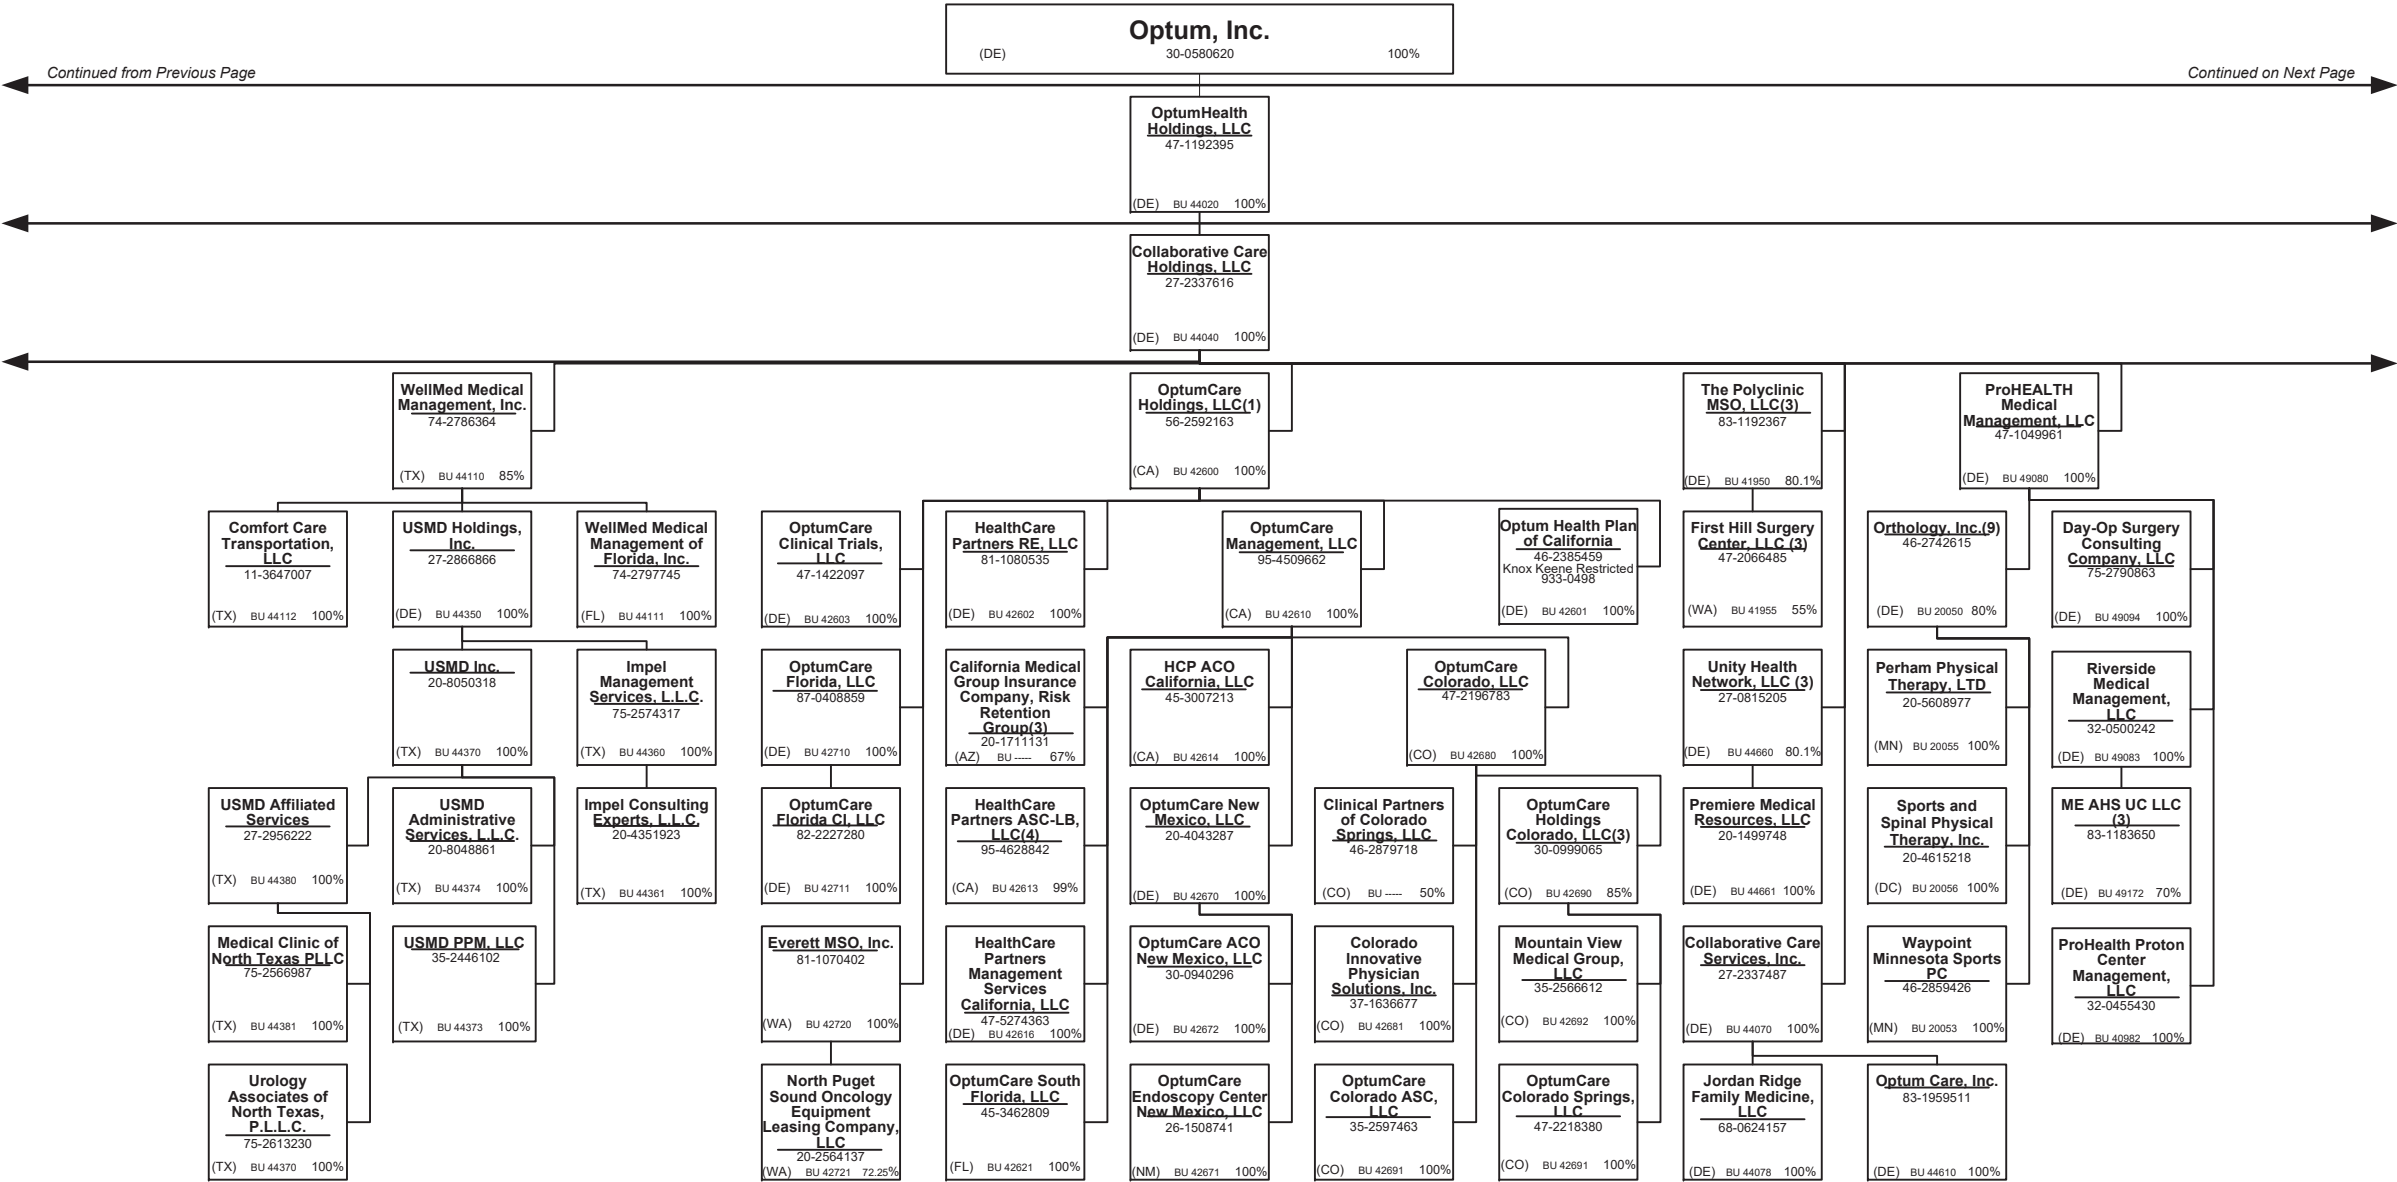 Optum, Inc.
(DE) 30-0580620 100%
Continued from Previous Page
Continued on Next Page
OptumHealth
Holdings, LLC
47-1192395
(DE) BU 44020 100%
Collaborative Care
Holdings, LLC
27-2337616
(DE) BU 44040 100%
WellMed Medical
Management, Inc.
74-2786364
(TX) BU 44110 85%
OptumCare
Holdings, LLC(1)
56-2592163
(CA) BU 42600 100%
The Polyclinic
MSO, LLC(3)
83-1192367
(DE) BU 41950 80.1%
ProHEALTH
Medical
Management, LLC
47-1049961
(DE) BU 49080 100%
Comfort Care
Transportation,
LLC
11-3647007
(TX) BU 44112 100%
USMD Holdings,
Inc.
27-2866866
(DE) BU 44350 100%
WellMed Medical
Management of
Florida, Inc.
74-2797745
(FL) BU 44111 100%
OptumCare
Clinical Trials,
LLC
47-1422097
(DE) BU 42603 100%
HealthCare
Partners RE, LLC
81-1080535
(DE) BU 42602 100%
OptumCare
Management, LLC
95-4509662
(CA) BU 42610 100%
Optum Health Plan
of California
46-2385459
Knox Keene Restricted
933-0498
(DE) BU 42601 100%
First Hill Surgery
Center, LLC (3)
47-2066485
(WA) BU 41955 55%
Orthology, Inc.(9)
46-2742615
(DE) BU 20050 80%
Day-Op Surgery
Consulting
Company, LLC
75-2790863
(DE) BU 49094 100%
USMD Inc.
20-8050318
(TX) BU 44370 100%
Impel
Management
Services, L.L.C.
75-2574317
(TX) BU 44360 100%
OptumCare
Florida, LLC
87-0408859
(DE) BU 42710 100%
California Medical
Group Insurance
Company, Risk
Retention
Group(3)
20-1711131
(AZ) BU ----- 67%
HCP ACO
California, LLC
45-3007213
(CA) BU 42614 100%
OptumCare
Colorado, LLC
47-2196783
(CO) BU 42680 100%
Unity Health
Network, LLC (3)
27-0815205
(DE) BU 44660 80.1%
Perham Physical
Therapy, LTD
20-5608977
(MN) BU 20055 100%
Riverside
Medical
Management,
LLC
32-0500242
(DE) BU 49083 100%
USMD Affiliated
Services
27-2956222
(TX) BU 44380 100%
USMD
Administrative
Services, L.L.C.
20-8048861
(TX) BU 44374 100%
Impel Consulting
Experts, L.L.C.
20-4351923
(TX) BU 44361 100%
OptumCare
Florida CI, LLC
82-2227280
(DE) BU 42711 100%
HealthCare
Partners ASC-LB,
LLC(4)
95-4628842
(CA) BU 42613 99%
OptumCare New
Mexico, LLC
20-4043287
(DE) BU 42670 100%
Clinical Partners
of Colorado
Springs, LLC
46-2879718
(CO) BU ----- 50%
OptumCare
Holdings
Colorado, LLC(3)
30-0999065
(CO) BU 42690 85%
Premiere Medical
Resources, LLC
20-1499748
(DE) BU 44661 100%
Sports and
Spinal Physical
Therapy, Inc.
20-4615218
(DC) BU 20056 100%
ME AHS UC LLC
(3)
83-1183650
(DE) BU 49172 70%
Medical Clinic of
North Texas PLLC
75-2566987
(TX) BU 44381 100%
USMD PPM, LLC
35-2446102
(TX) BU 44373 100%
Everett MSO, Inc.
81-1070402
(WA) BU 42720 100%
HealthCare
Partners
Management
Services
California, LLC
47-5274363
(DE) BU 42616 100%
OptumCare ACO
New Mexico, LLC
30-0940296
(DE) BU 42672 100%
Colorado
Innovative
Physician
Solutions, Inc.
37-1636677
(CO) BU 42681 100%
Mountain View
Medical Group,
LLC
35-2566612
(CO) BU 42692 100%
Collaborative Care
Services, Inc.
27-2337487
(DE) BU 44070 100%
Waypoint
Minnesota Sports
PC
46-2859426
(MN) BU 20053 100%
ProHealth Proton
Center
Management,
LLC
32-0455430
(DE) BU 40982 100%
Urology
Associates of
North Texas,
P.L.L.C.
75-2613230
(TX) BU 44370 100%
North Puget
Sound Oncology
Equipment
Leasing Company,
LLC
20-2564137
(WA) BU 42721 72.25%
OptumCare South
Florida, LLC
45-3462809
(FL) BU 42621 100%
OptumCare
Endoscopy Center
New Mexico, LLC
26-1508741
(NM) BU 42671 100%
OptumCare
Colorado ASC,
LLC
35-2597463
(CO) BU 42691 100%
OptumCare
Colorado Springs,
LLC
47-2218380
(CO) BU 42691 100%
Jordan Ridge
Family Medicine,
LLC
68-0624157
(DE) BU 44078 100%
Optum Care, Inc.
83-1959511
(DE) BU 44610 100%